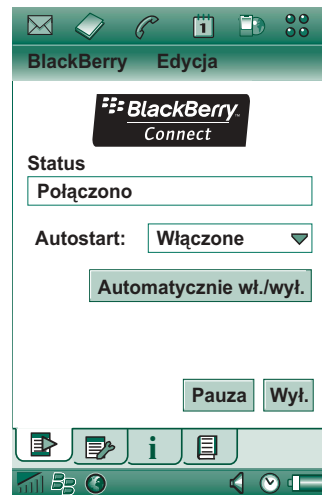 BlackBerry Edycja
BlackBerry
Connect
Status
Połączono
Autostart: Włączone
Automatycznie wł./wył.
Pauza Wył.